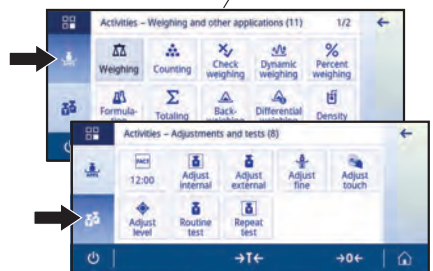 Activities – Weighing and other applications (11) 1/2
Weighing Counting Check weighing Dynamic weighing Percent weighing
Formula- Totaling Back- Differential Density
Activities – Adjustments and tests (8)
APPS
FACT
12:00 Adjust internal Adjust external Adjust fine Adjust touch
Adjust level Routine test Repeat test
→T← →0←